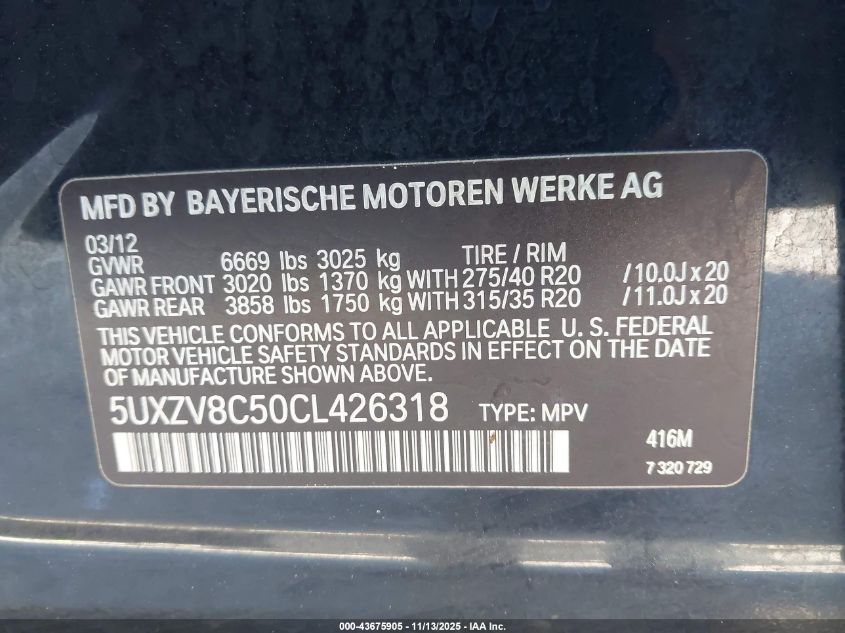 MFD BY BAYERISCHE MOTOREN WERKE AG
03/12
GVWR 6669 lbs 3025 kg TIRE / RIM
GAWR FRONT 3020 lbs 1370 kg WITH 275/40 R20 /10.0J x 20
GAWR REAR 3858 lbs 1750 kg WITH 315/35 R20 /11.0J x 20
THIS VEHICLE CONFORMS TO ALL APPLICABLE U. S. FEDERAL
MOTOR VEHICLE SAFETY STANDARDS IN EFFECT ON THE DATE
OF MANUFACTURE SHOWN ABOVE.
5UXZV8C50CL426318 TYPE: MPV
416M
7 320 729
000-43675905 - 11/13/2025 - IAA Inc.